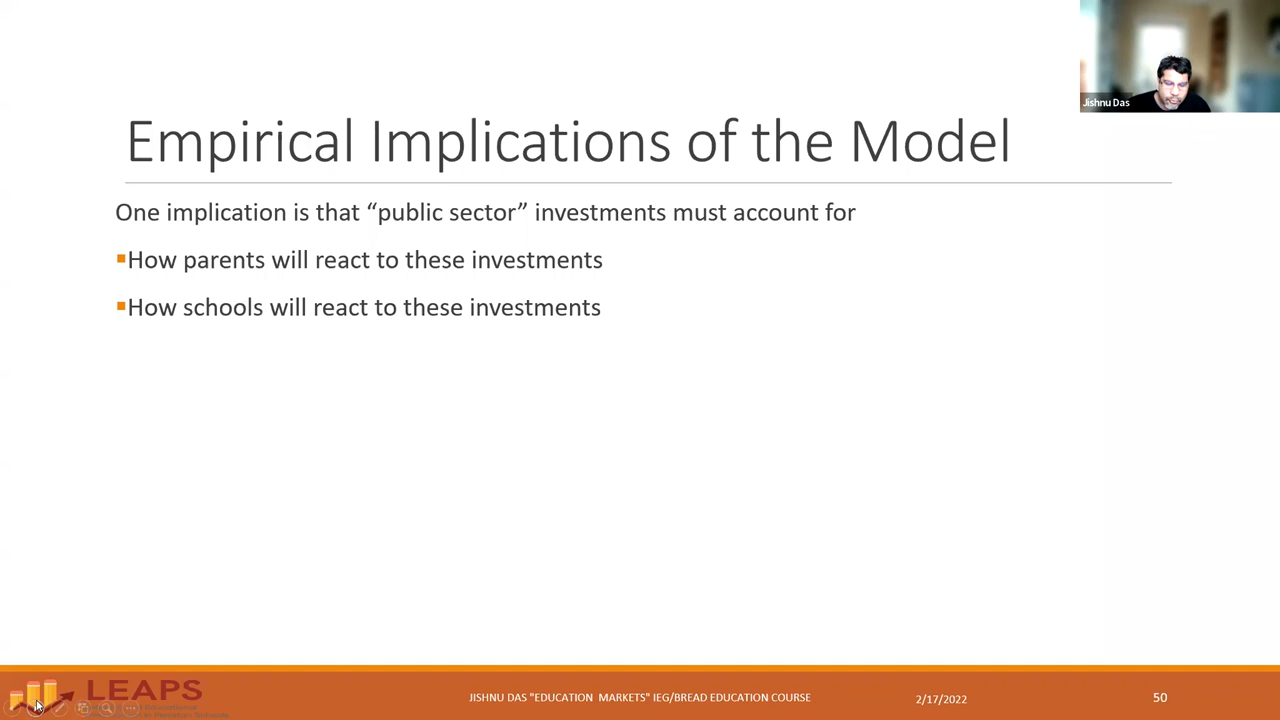 Jishnu Das
Empirical Implications of the Model
One implication is that “public sector” investments must account for
How parents will react to these investments
How schools will react to these investments
LEAPS
JISHNU DAS "EDUCATION MARKETS" IEG/BREAD EDUCATION COURSE
2/17/2022
50